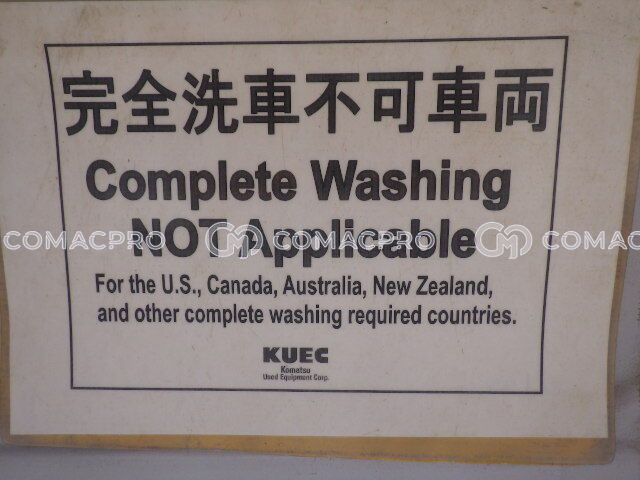 完全洗車不可車両
Complete Washing
NOT Applicable
COMACPRO COMACPRO COMACPRO
For the U.S., Canada, Australia, New Zealand,
and other complete washing required countries.
KUEC
Komatsu
Used Equipment Corp.